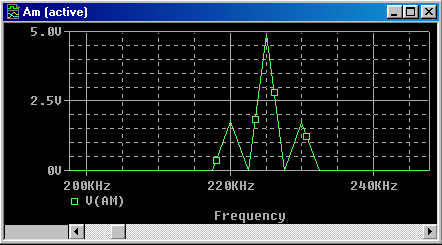 Am (active)
5.0V
2.5V
0V
200KHz 220KHz 240KHz
V(AM)
Frequency